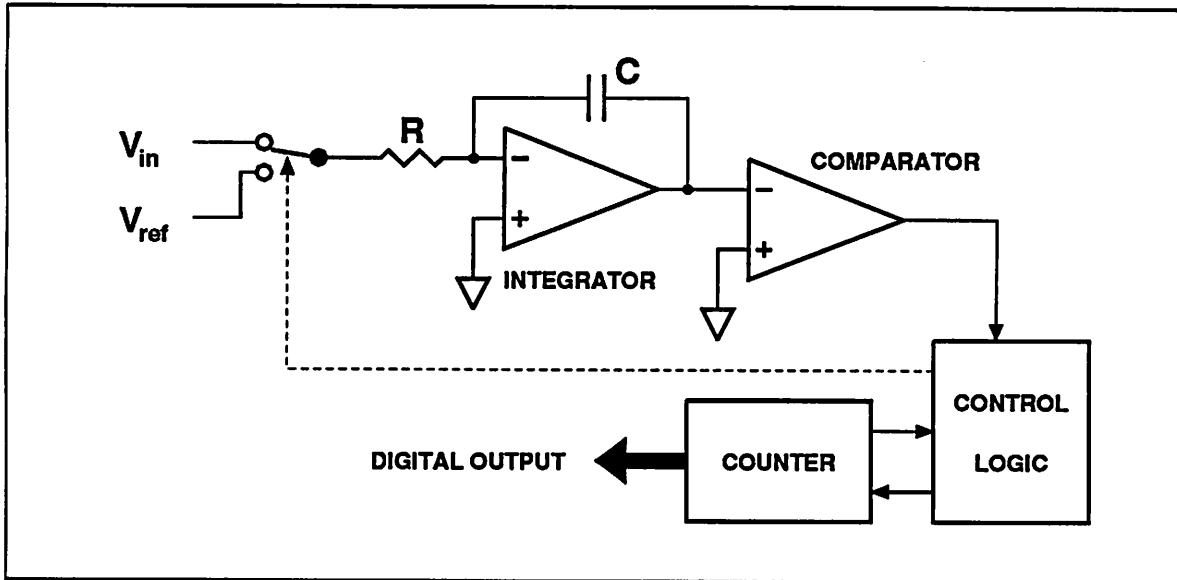 C
R
V_in
V_ref
−
+
INTEGRATOR
COMPARATOR
−
+
CONTROL
LOGIC
COUNTER
DIGITAL OUTPUT